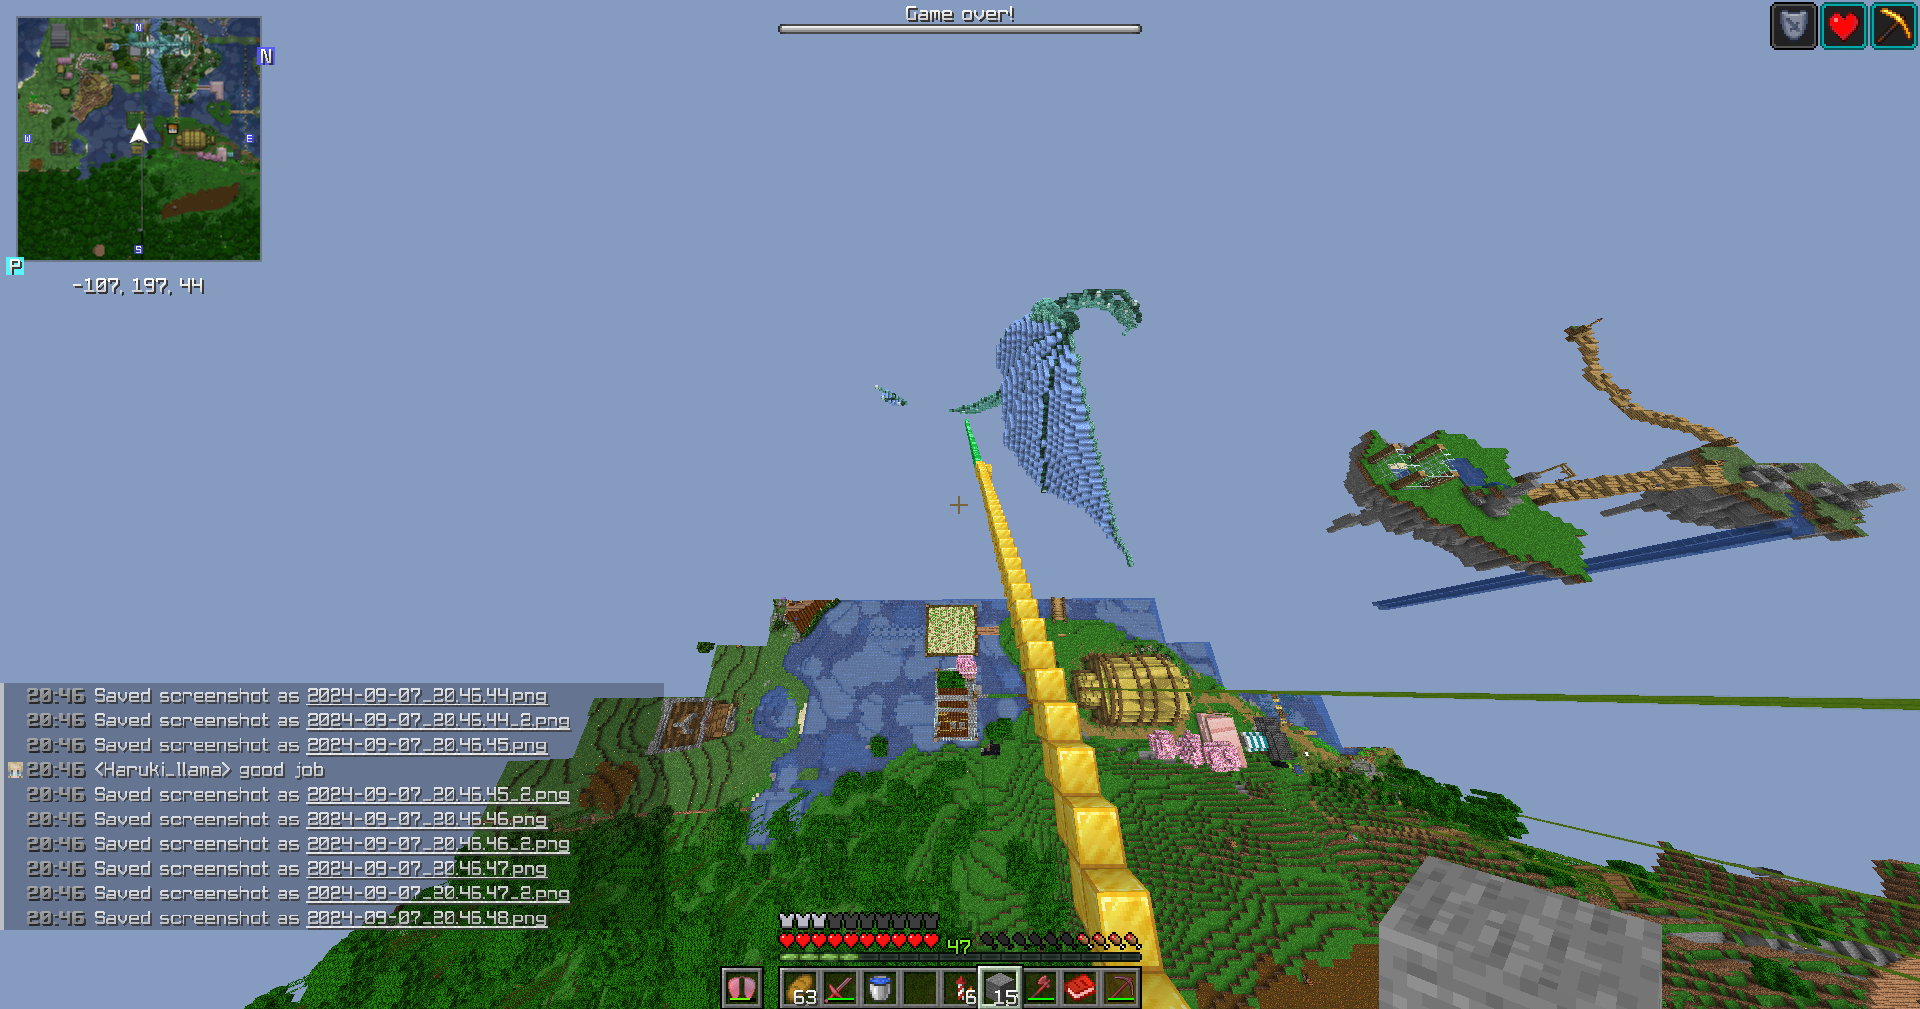 Game over!
N
N
W
E
S
P
-107, 197, 44
20:46 Saved screenshot as 2024-09-07_20.46.44.png
20:46 Saved screenshot as 2024-09-07_20.46.44_2.png
20:46 Saved screenshot as 2024-09-07_20.46.45.png
20:46 <Haruki_llama> good job
20:46 Saved screenshot as 2024-09-07_20.46.45_2.png
20:46 Saved screenshot as 2024-09-07_20.46.46.png
20:46 Saved screenshot as 2024-09-07_20.46.46_2.png
20:46 Saved screenshot as 2024-09-07_20.46.47.png
20:46 Saved screenshot as 2024-09-07_20.46.47_2.png
20:46 Saved screenshot as 2024-09-07_20.46.48.png
47
63 6 15